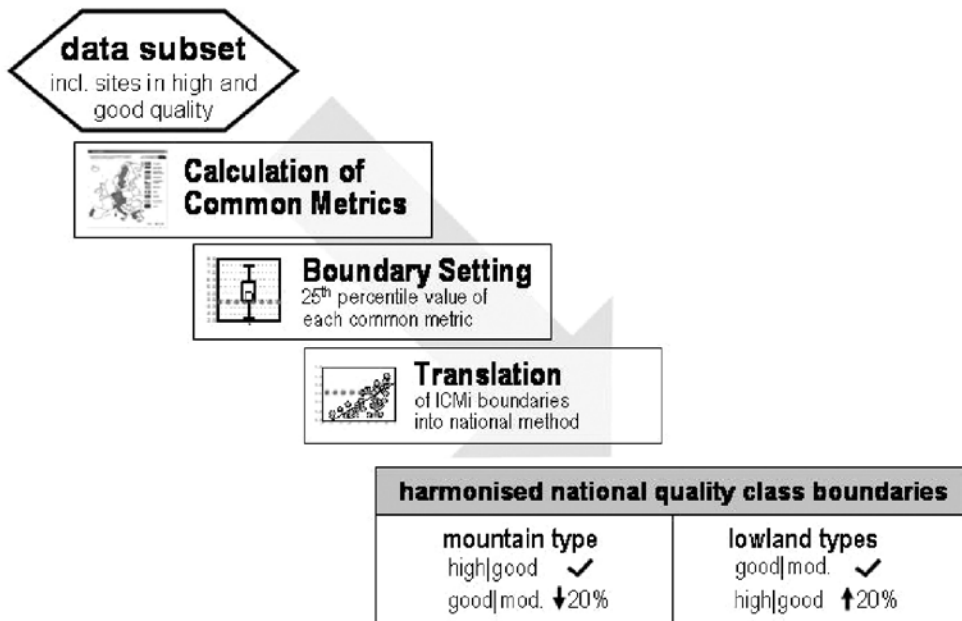 data subset
incl. sites in high and
good quality
Calculation of
Common Metrics
Boundary Setting
25th percentile value of
each common metric
Translation
of ICMi boundaries
into national method
harmonised national quality class boundaries
mountain type
high|good ✓
good|mod. ↓20%
lowland types
good|mod. ✓
high|good ↑20%